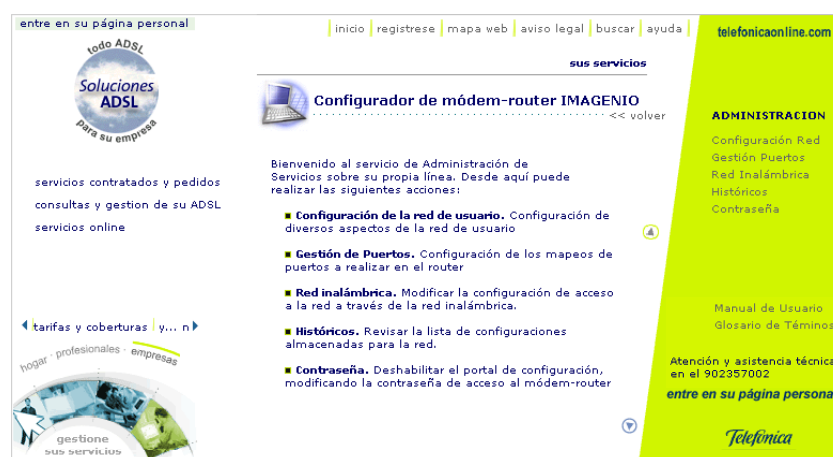 entre en su página personal
inicio registrese mapa web aviso legal buscar ayuda
telefonicaonline.com
todo ADSL
Soluciones
ADSL
para su empresa
sus servicios
Configurador de módem-router IMAGENIO
<< volver
servicios contratados y pedidos
consultas y gestion de su ADSL
servicios online
Bienvenido al servicio de Administración de
Servicios sobre su propia línea. Desde aquí puede
realizar las siguientes acciones:
Configuración de la red de usuario. Configuración de
diversos aspectos de la red de usuario
Gestión de Puertos. Configuración de los mapeos de
puertos a realizar en el router
Red inalámbrica. Modificar la configuración de acceso
a la red a través de la red inalámbrica.
Históricos. Revisar la lista de configuraciones
almacenadas para la red.
Contraseña. Deshabilitar el portal de configuración,
modificando la contraseña de acceso al módem-router
ADMINISTRACION
Configuración Red
Gestión Puertos
Red Inalámbrica
Históricos
Contraseña
Manual de Usuario
Glosario de Téminos
Atención y asistencia técnica
en el 902357002
entre en su página persona
Telefónica
tarifas y coberturas y... n
hogar · profesionales · empresas
gestione
sus servicios